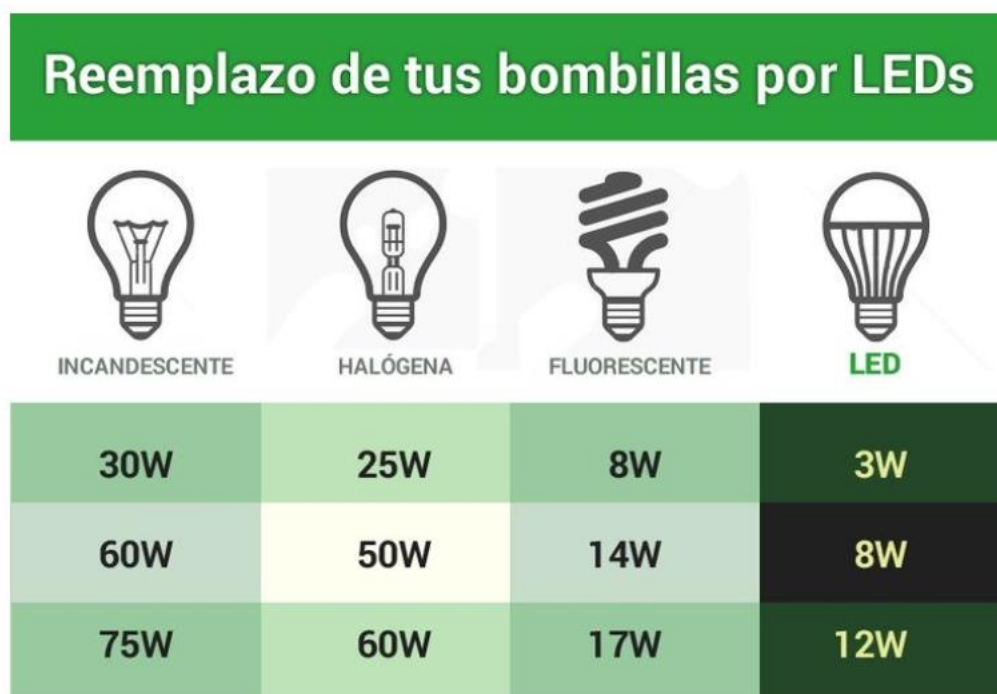 Reemplazo de tus bombillas por LEDs
INCANDESCENTE HALÓGENA FLUORESCENTE LED
30W 25W 8W 3W
60W 50W 14W 8W
75W 60W 17W 12W